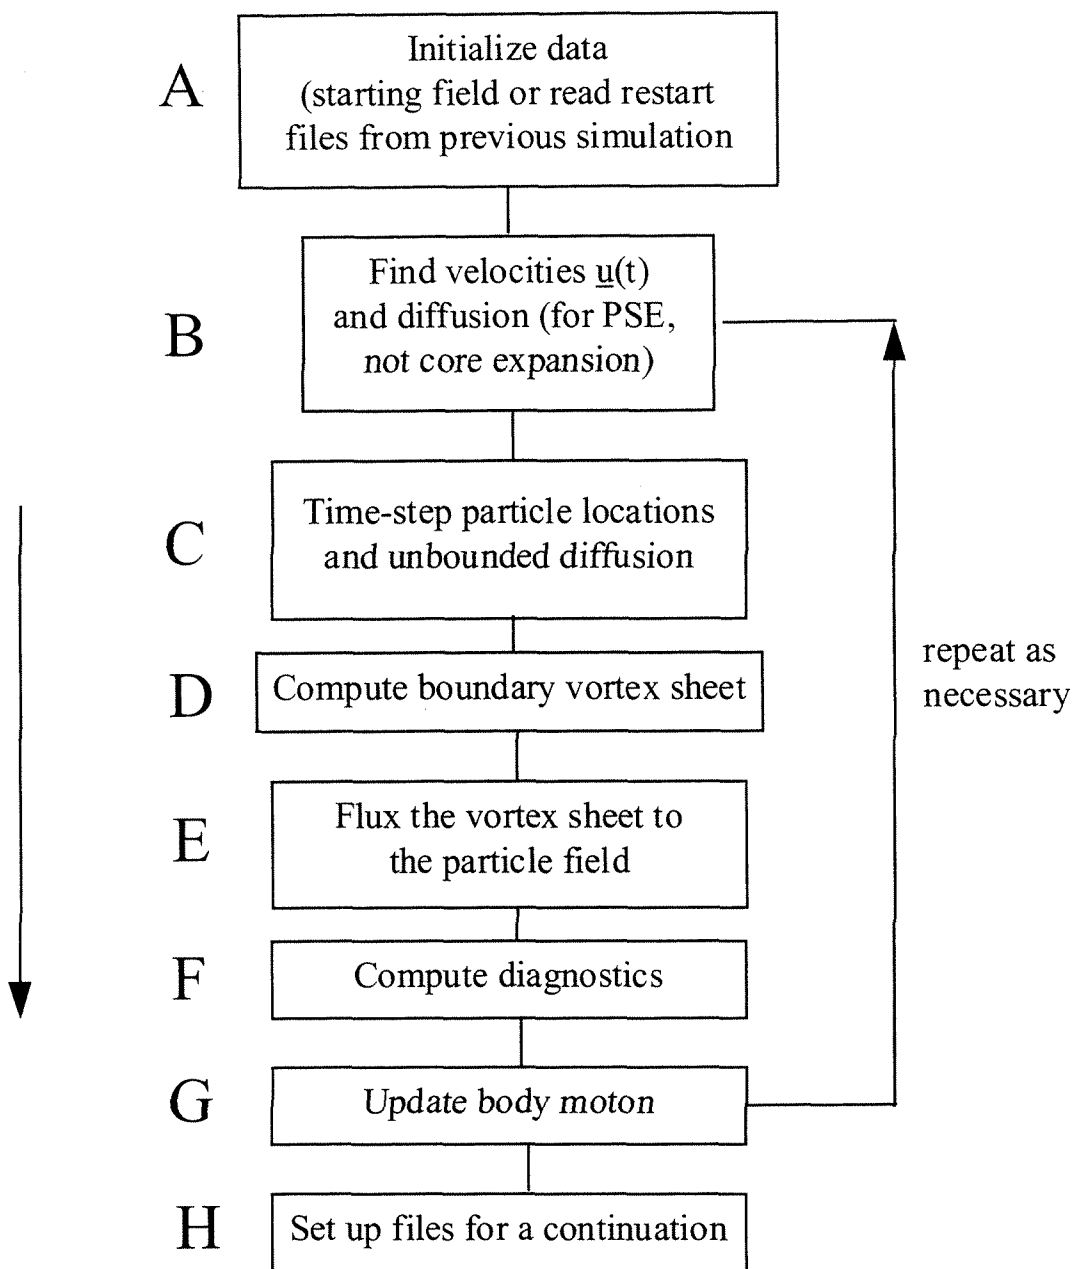 A
Initialize data
(starting field or read restart
files from previous simulation
B
Find velocities u(t)
and diffusion (for PSE,
not core expansion)
C
Time-step particle locations
and unbounded diffusion
repeat as
necessary
D
Compute boundary vortex sheet
E
Flux the vortex sheet to
the particle field
F
Compute diagnostics
G
Update body moton
H
Set up files for a continuation